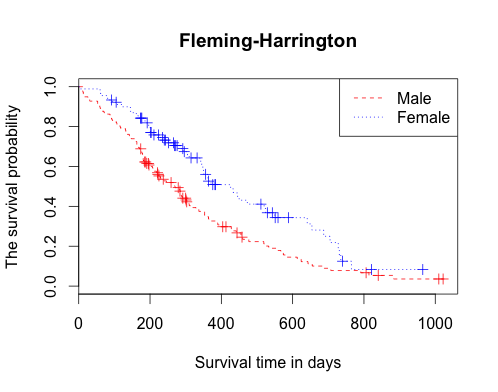 Fleming-Harrington
Male
Female
The survival probability
1.0
0.8
0.6
0.4
0.2
0.0
0 200 400 600 800 1000
Survival time in days